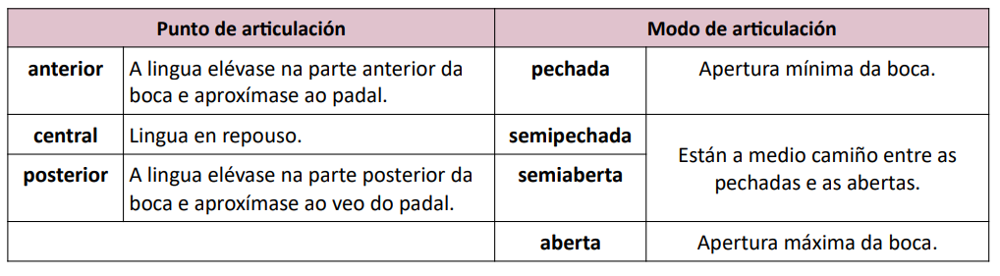 Punto de articulación
Modo de articulación
anterior
A lingua elévase na parte anterior da
boca e aproxímase ao padal.
pechada
Apertura mínima da boca.
central
Lingua en repouso.
semipechada
Están a medio camiño entre as
pechadas e as abertas.
posterior
A lingua elévase na parte posterior da
boca e aproxímase ao veo do padal.
semiaberta
aberta
Apertura máxima da boca.